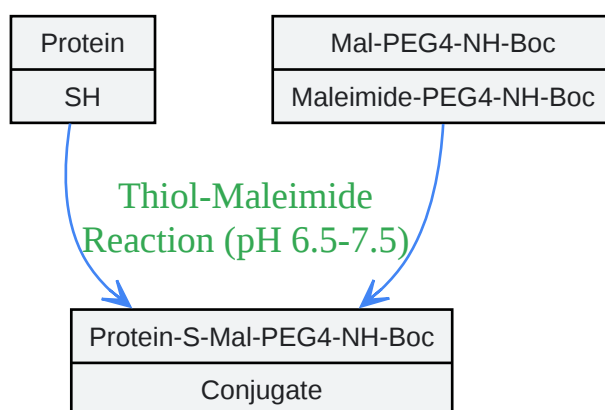 Protein
SH
Mal-PEG4-NH-Boc
Maleimide-PEG4-NH-Boc
Thiol-Maleimide
Reaction (pH 6.5-7.5)
Protein-S-Mal-PEG4-NH-Boc
Conjugate